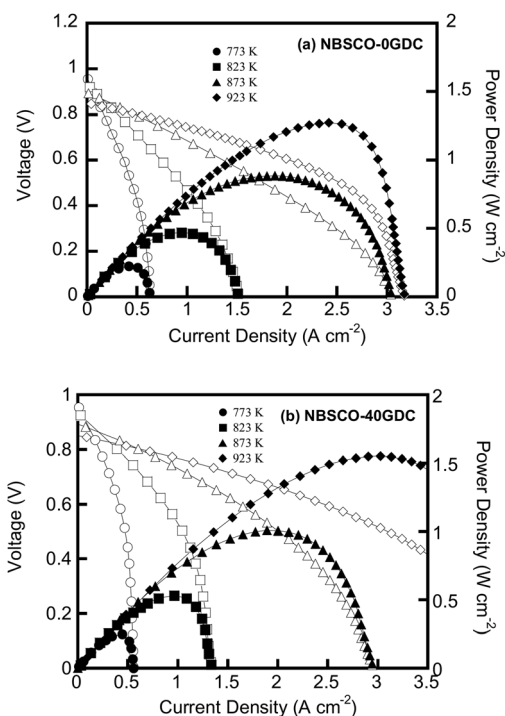 (a) NBSCO-0GDC
773 K
823 K
873 K
923 K
Voltage (V)
1.2
1
0.8
0.6
0.4
0.2
0
Power Density (W cm-2)
2
1.5
1
0.5
0
0 0.5 1 1.5 2 2.5 3 3.5
Current Density (A cm-2)
(b) NBSCO-40GDC
773 K
823 K
873 K
923 K
Voltage (V)
1
0.8
0.6
0.4
0.2
0
Power Density (W cm-2)
2
1.5
1
0.5
0
0 0.5 1 1.5 2 2.5 3 3.5
Current Density (A cm-2)